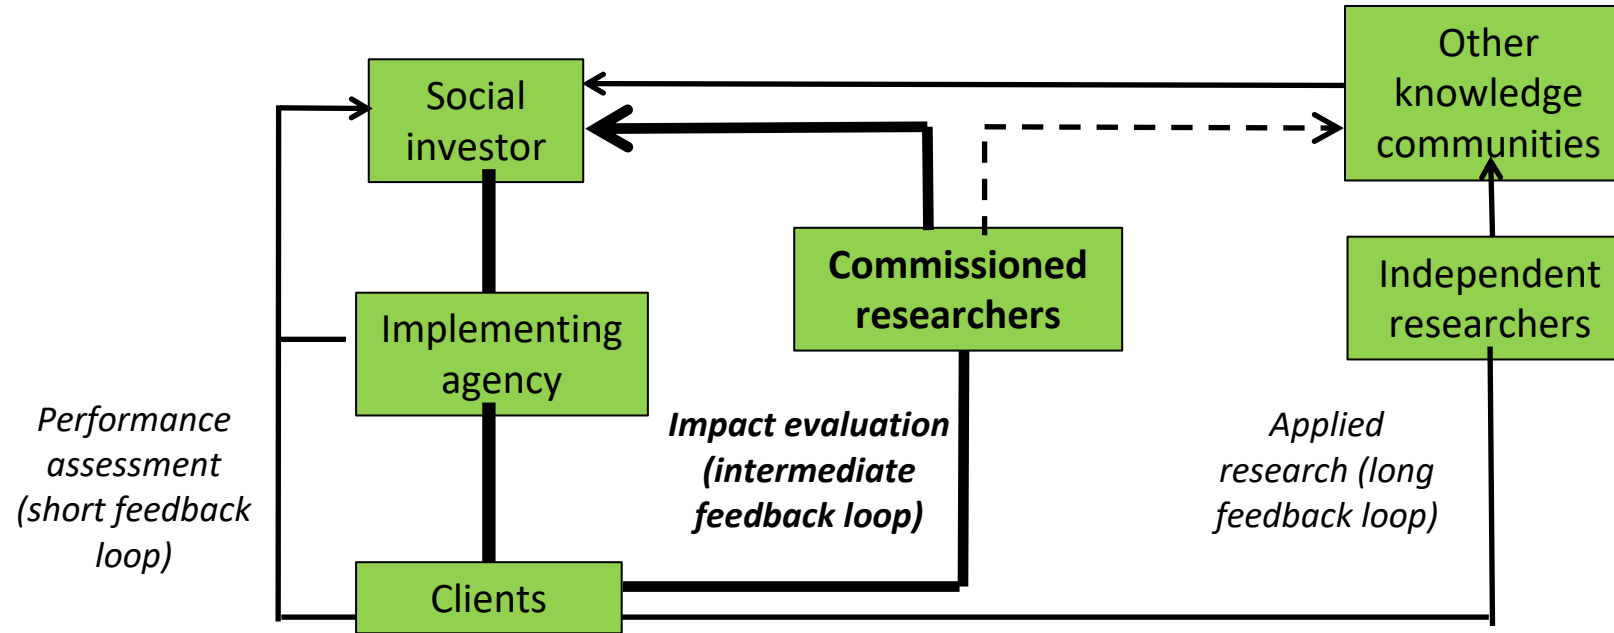 Social
investor
Other
knowledge
communities
Commissioned
researchers
Independent
researchers
Implementing
agency
Performance
assessment
(short feedback
loop)
Impact evaluation
(intermediate
feedback loop)
Applied
research (long
feedback loop)
Clients